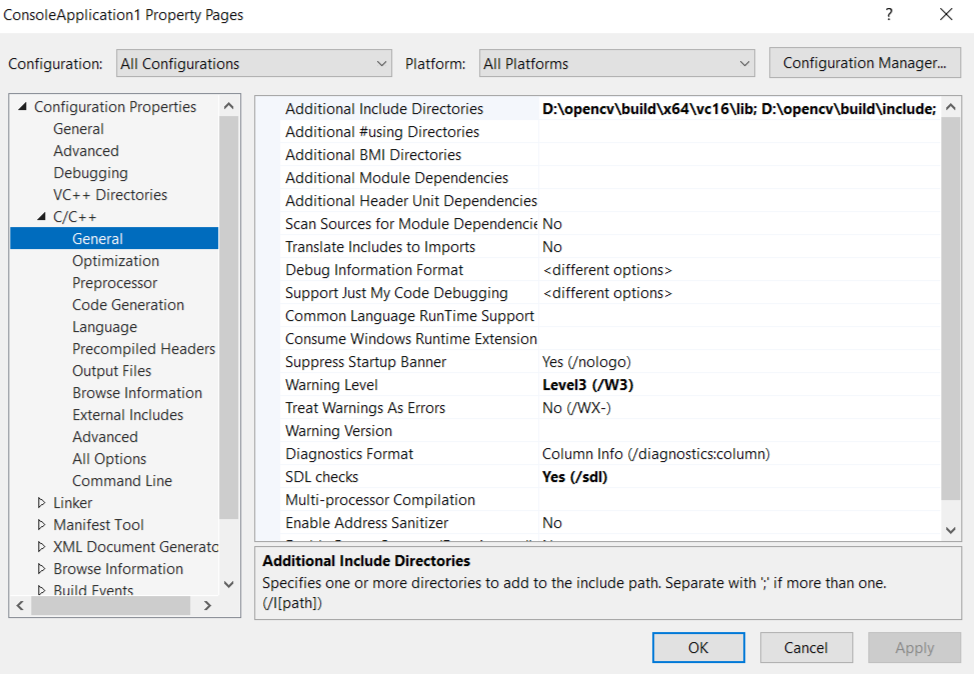 ConsoleApplication1 Property Pages ?
Configuration: All Configurations Platform: All Platforms Configuration Manager...
Configuration Properties
General
Advanced
Debugging
VC++ Directories
C/C++
General
Optimization
Preprocessor
Code Generation
Language
Precompiled Headers
Output Files
Browse Information
External Includes
Advanced
All Options
Command Line
Linker
Manifest Tool
XML Document Generato
Browse Information
Build Events
Additional Include Directories D:\opencv\build\x64\vc16\lib; D:\opencv\build\include;
Additional #using Directories
Additional BMI Directories
Additional Module Dependencies
Additional Header Unit Dependencies
Scan Sources for Module Dependencie No
Translate Includes to Imports No
Debug Information Format <different options>
Support Just My Code Debugging <different options>
Common Language RunTime Support
Consume Windows Runtime Extension
Suppress Startup Banner Yes (/nologo)
Warning Level Level3 (/W3)
Treat Warnings As Errors No (/WX-)
Warning Version
Diagnostics Format Column Info (/diagnostics:column)
SDL checks Yes (/sdl)
Multi-processor Compilation
Enable Address Sanitizer No
Additional Include Directories
Specifies one or more directories to add to the include path. Separate with ';' if more than one.
(/I[path])
OK Cancel Apply